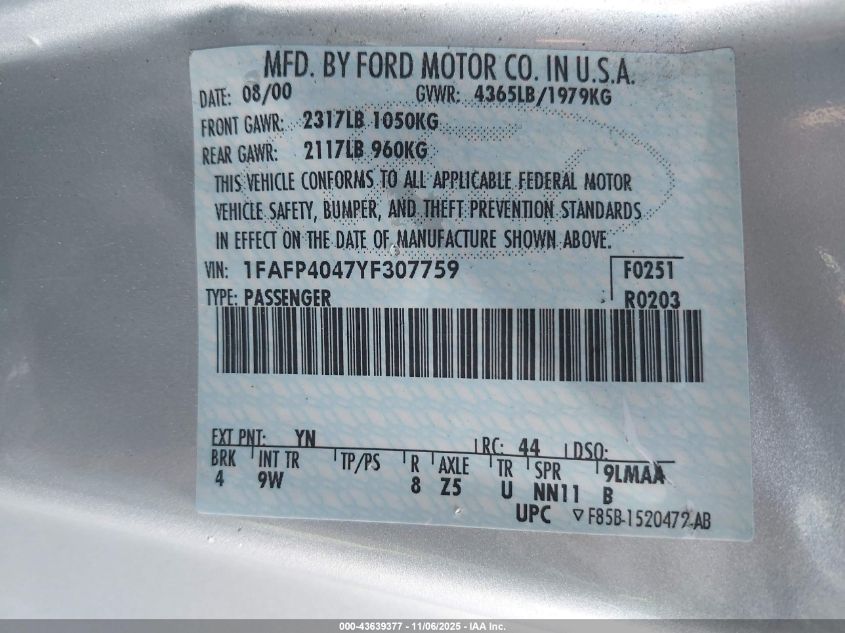 MFD. BY FORD MOTOR CO. IN U.S.A.
DATE: 08/00 GVWR: 4365LB/1979KG
FRONT GAWR: 2317LB 1050KG
REAR GAWR: 2117LB 960KG
THIS VEHICLE CONFORMS TO ALL APPLICABLE FEDERAL MOTOR
VEHICLE SAFETY, BUMPER, AND THEFT PREVENTION STANDARDS
IN EFFECT ON THE DATE OF MANUFACTURE SHOWN ABOVE.
VIN: 1FAFP4047YF307759 F0251
TYPE: PASSENGER R0203
EXT PNT: YN RC: 44 DSO:
BRK INT TR TP/PS R AXLE TR SPR 9LMAA
4 9W 8 Z5 U NN11 B
UPC ▽ F85B-1520472-AB
000-43639377 - 11/06/2025 - IAA Inc.